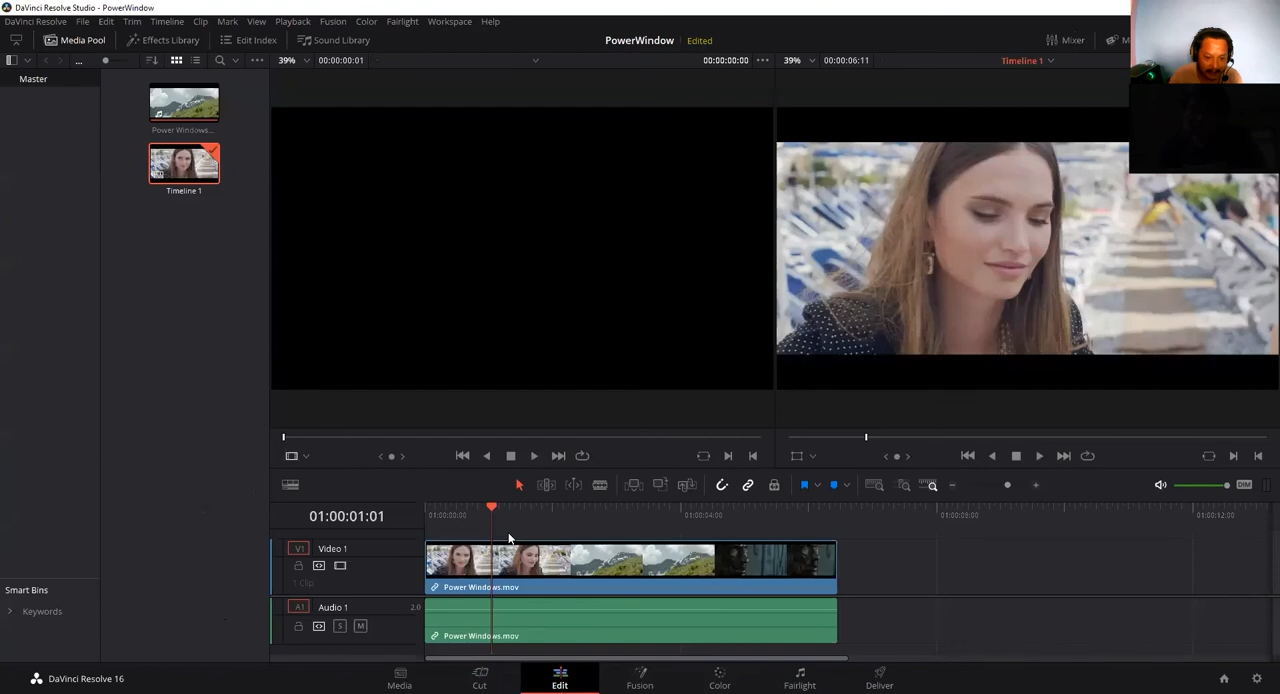 DaVinci Resolve Studio - PowerWindow
DaVinci Resolve File Edit Trim Timeline Clip Mark View Playback Fusion Color Fairlight Workspace Help
Media Pool Effects Library Edit Index Sound Library PowerWindow Edited Mixer
... 39% 00:00:00:01 00:00:00:00 39% 00:00:06:11 Timeline 1
Master
Power Windows...
Timeline 1
DIM
01:00:01:01 01:00:00:00 01:00:04:00 01:00:08:00 01:00:12:00
V1 Video 1
1 Clip
Power Windows.mov
A1 Audio 1 2.0
S M
Power Windows.mov
Smart Bins
Keywords
DaVinci Resolve 16
Media Cut Edit Fusion Color Fairlight Deliver